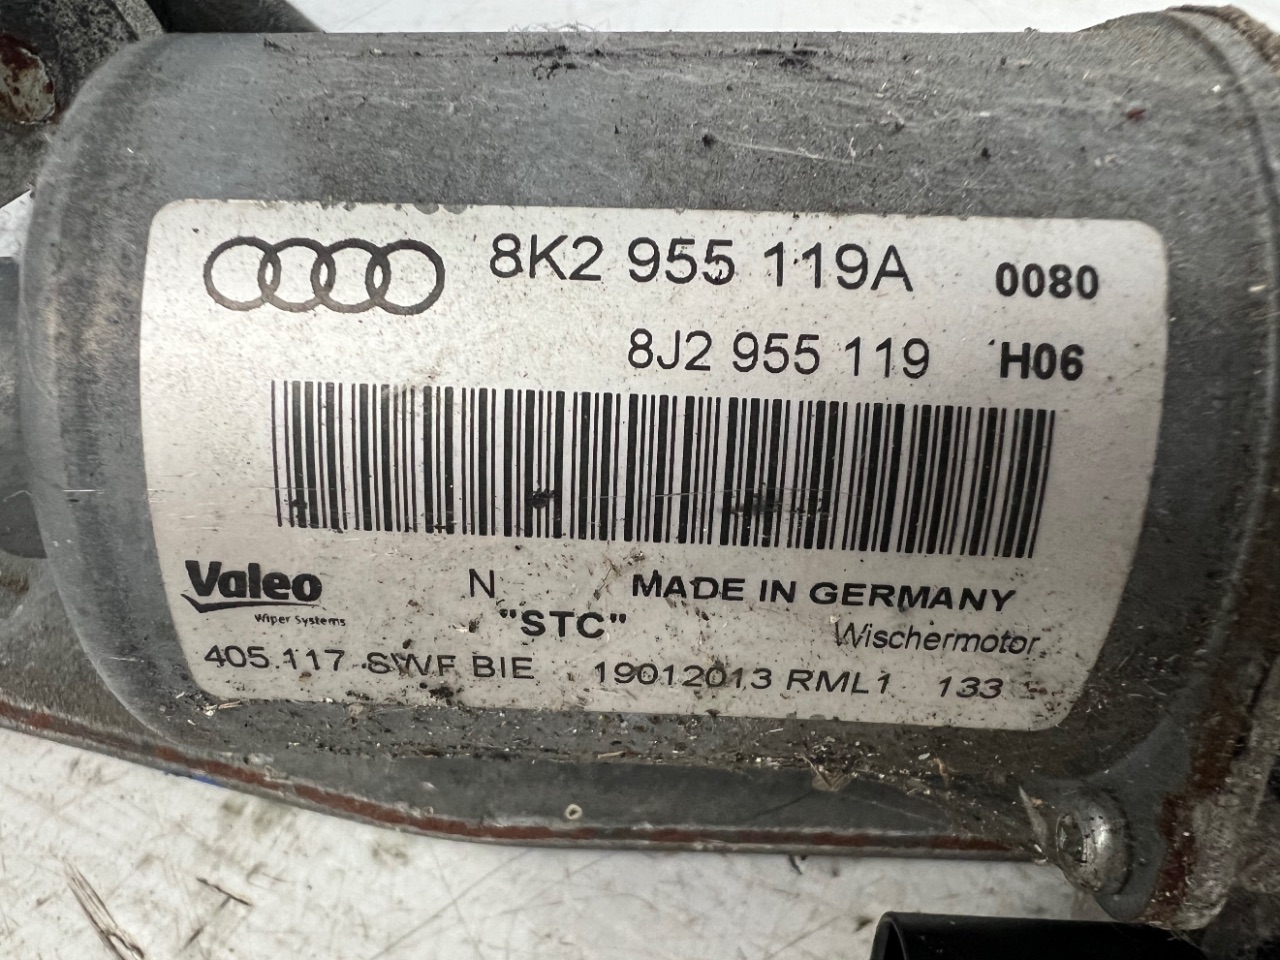 8K2 955 119A 0080
8J2 955 119 H06
Valeo N MADE IN GERMANY
Wiper Systems "STC" Wischermotor
405.117 SWF BIE 19012013 RML1 133